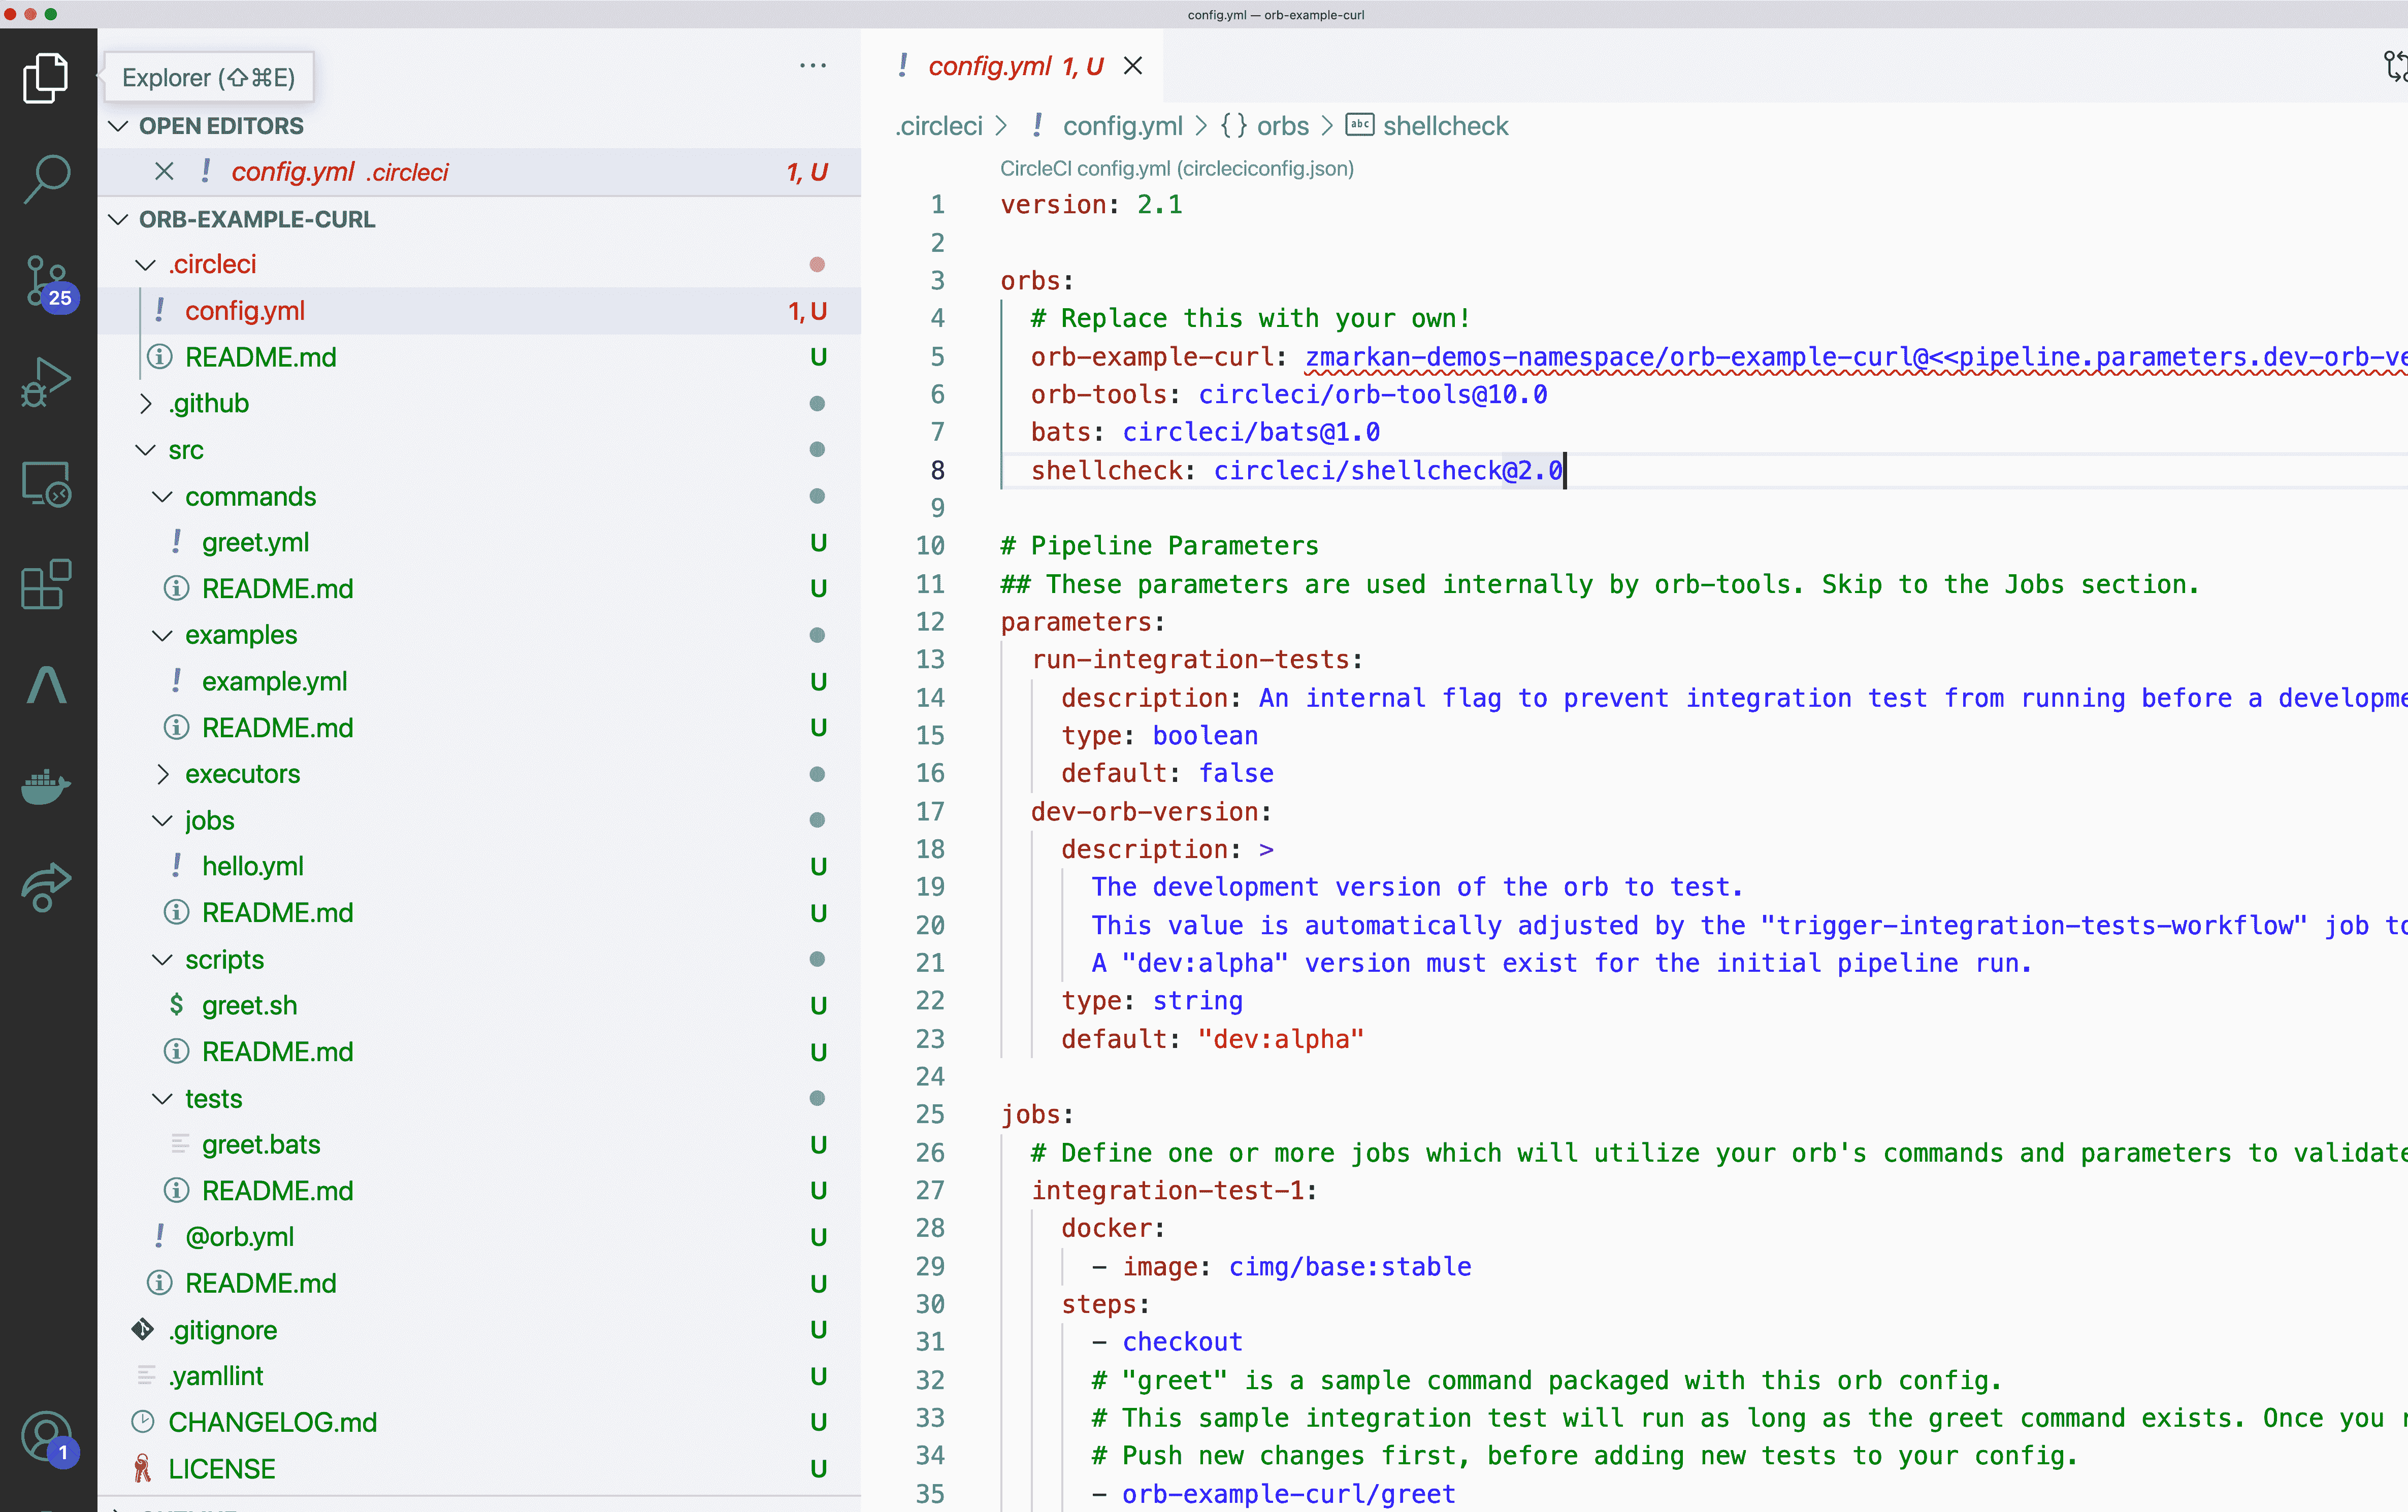 config.yml — orb-example-curl
Explorer (⇧⌘E)
OPEN EDITORS
config.yml .circleci 1, U
ORB-EXAMPLE-CURL
.circleci
config.yml 1, U
README.md U
.github
src
commands
greet.yml U
README.md U
examples
example.yml U
README.md U
executors
jobs
hello.yml U
README.md U
scripts
greet.sh U
README.md U
tests
greet.bats U
README.md U
@orb.yml U
README.md U
.gitignore U
.yamllint U
CHANGELOG.md U
LICENSE U
25
1
config.yml 1, U
.circleci > ! config.yml > {} orbs > abc shellcheck
CircleCI config.yml (circleciconfig.json)
1 version: 2.1
2
3 orbs:
4 # Replace this with your own!
5 orb-example-curl: zmarkan-demos-namespace/orb-example-curl@<<pipeline.parameters.dev-orb-ve
6 orb-tools: circleci/orb-tools@10.0
7 bats: circleci/bats@1.0
8 shellcheck: circleci/shellcheck@2.0
9
10 # Pipeline Parameters
11 ## These parameters are used internally by orb-tools. Skip to the Jobs section.
12 parameters:
13 run-integration-tests:
14 description: An internal flag to prevent integration test from running before a developme
15 type: boolean
16 default: false
17 dev-orb-version:
18 description: >
19 The development version of the orb to test.
20 This value is automatically adjusted by the "trigger-integration-tests-workflow" job to
21 A "dev:alpha" version must exist for the initial pipeline run.
22 type: string
23 default: "dev:alpha"
24
25 jobs:
26 # Define one or more jobs which will utilize your orb's commands and parameters to validate
27 integration-test-1:
28 docker:
29 - image: cimg/base:stable
30 steps:
31 - checkout
32 # "greet" is a sample command packaged with this orb config.
33 # This sample integration test will run as long as the greet command exists. Once you
34 # Push new changes first, before adding new tests to your config.
35 - orb-example-curl/greet